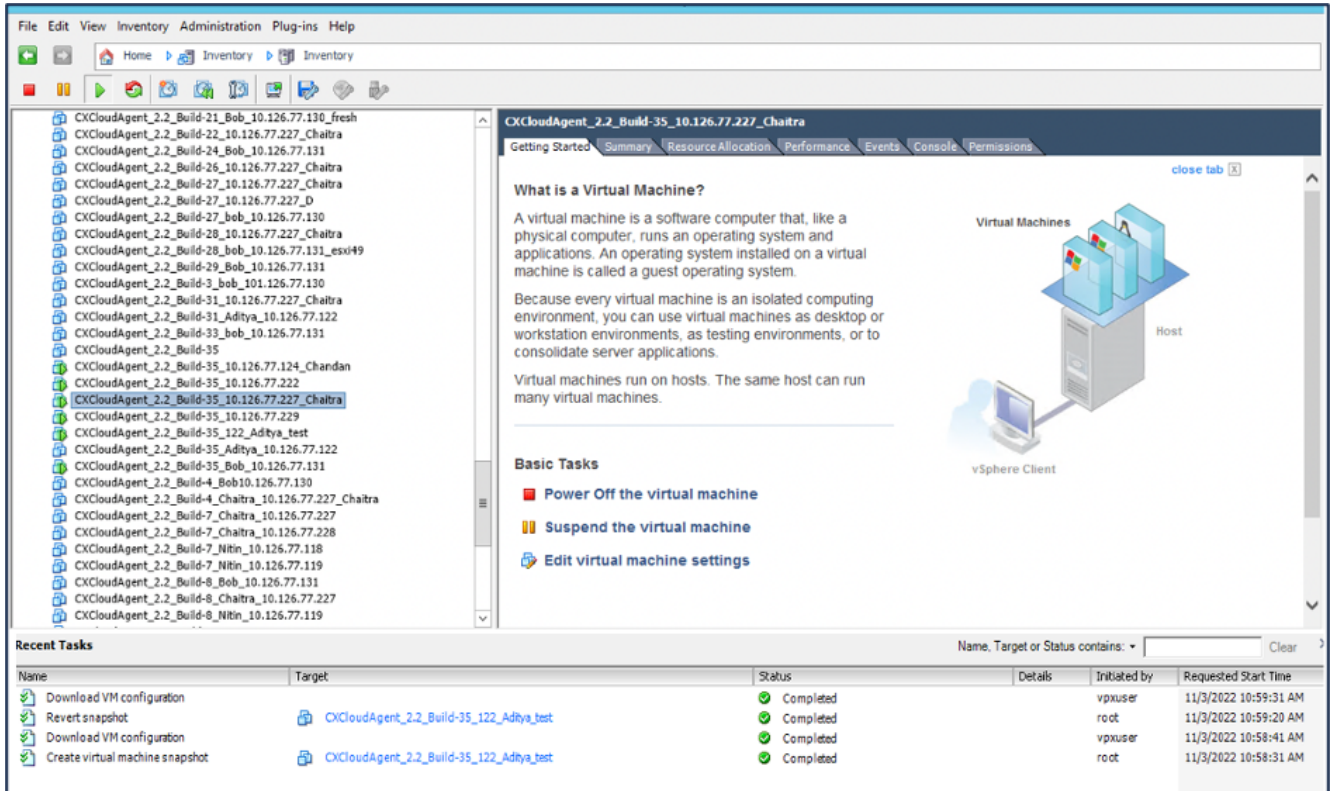 File Edit View Inventory Administration Plug-ins Help
Home Inventory Inventory
CXCloudAgent_2.2_Build-21_Bob_10.126.77.130_fresh
CXCloudAgent_2.2_Build-22_10.126.77.227_Chaitra
CXCloudAgent_2.2_Build-24_Bob_10.126.77.131
CXCloudAgent_2.2_Build-26_10.126.77.227_Chaitra
CXCloudAgent_2.2_Build-27_10.126.77.227_Chaitra
CXCloudAgent_2.2_Build-27_10.126.77.227_D
CXCloudAgent_2.2_Build-27_bob_10.126.77.130
CXCloudAgent_2.2_Build-28_10.126.77.227_Chaitra
CXCloudAgent_2.2_Build-28_bob_10.126.77.131_esxi49
CXCloudAgent_2.2_Build-29_Bob_10.126.77.131
CXCloudAgent_2.2_Build-3_bob_101.126.77.130
CXCloudAgent_2.2_Build-31_10.126.77.227_Chaitra
CXCloudAgent_2.2_Build-31_Aditya_10.126.77.122
CXCloudAgent_2.2_Build-33_bob_10.126.77.131
CXCloudAgent_2.2_Build-35
CXCloudAgent_2.2_Build-35_10.126.77.124_Chandan
CXCloudAgent_2.2_Build-35_10.126.77.222
CXCloudAgent_2.2_Build-35_10.126.77.227_Chaitra
CXCloudAgent_2.2_Build-35_10.126.77.229
CXCloudAgent_2.2_Build-35_122_Aditya_test
CXCloudAgent_2.2_Build-35_Aditya_10.126.77.122
CXCloudAgent_2.2_Build-35_Bob_10.126.77.131
CXCloudAgent_2.2_Build-4_Bob10.126.77.130
CXCloudAgent_2.2_Build-4_Chaitra_10.126.77.227_Chaitra
CXCloudAgent_2.2_Build-7_Chaitra_10.126.77.227
CXCloudAgent_2.2_Build-7_Chaitra_10.126.77.228
CXCloudAgent_2.2_Build-7_Nitin_10.126.77.118
CXCloudAgent_2.2_Build-7_Nitin_10.126.77.119
CXCloudAgent_2.2_Build-8_Bob_10.126.77.131
CXCloudAgent_2.2_Build-8_Chaitra_10.126.77.227
CXCloudAgent_2.2_Build-8_Nitin_10.126.77.119
CXCloudAgent_2.2_Build-35_10.126.77.227_Chaitra
Getting Started Summary Resource Allocation Performance Events Console Permissions
close tab X
What is a Virtual Machine?
A virtual machine is a software computer that, like a
physical computer, runs an operating system and
applications. An operating system installed on a virtual
machine is called a guest operating system.
Because every virtual machine is an isolated computing
environment, you can use virtual machines as desktop or
workstation environments, as testing environments, or to
consolidate server applications.
Virtual machines run on hosts. The same host can run
many virtual machines.
Virtual Machines
Host
vSphere Client
Basic Tasks
Power Off the virtual machine
Suspend the virtual machine
Edit virtual machine settings
Recent Tasks Name, Target or Status contains: Clear
Name Target Status Details Initiated by Requested Start Time
Download VM configuration Completed vpxuser 11/3/2022 10:59:31 AM
Revert snapshot CXCloudAgent_2.2_Build-35_122_Aditya_test Completed root 11/3/2022 10:59:20 AM
Download VM configuration Completed vpxuser 11/3/2022 10:58:41 AM
Create virtual machine snapshot CXCloudAgent_2.2_Build-35_122_Aditya_test Completed root 11/3/2022 10:58:31 AM